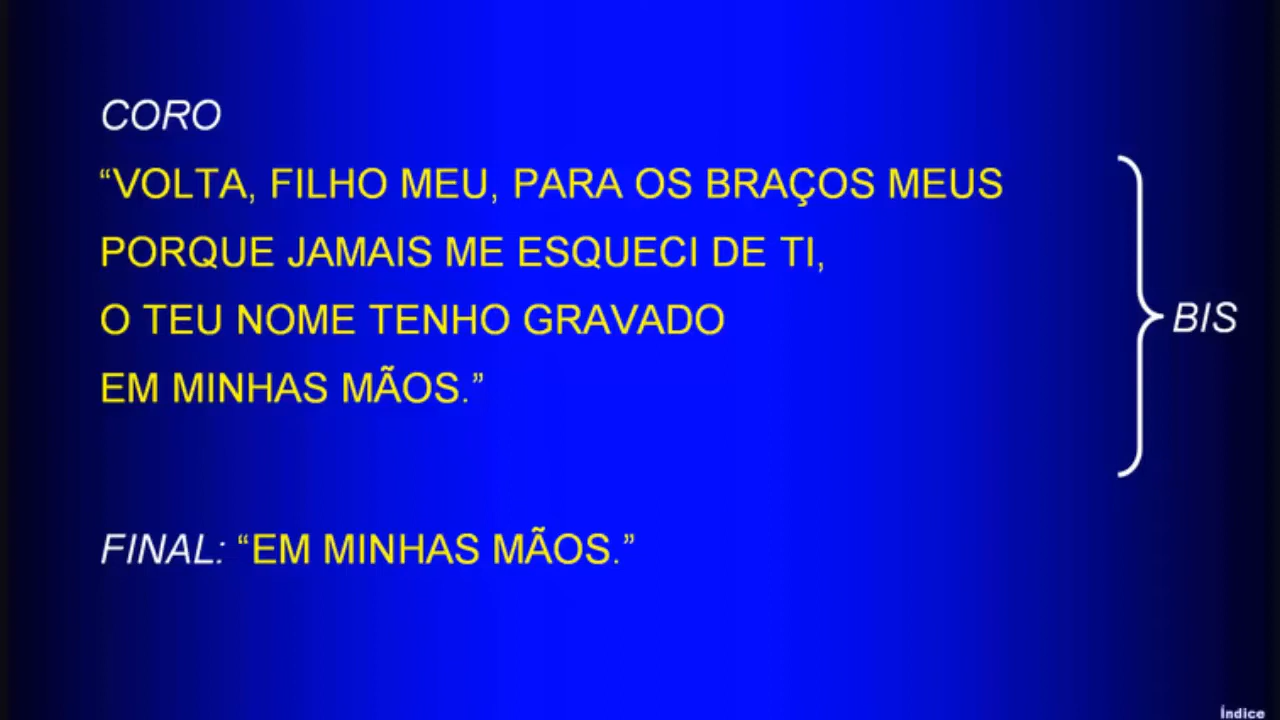 CORO
“VOLTA, FILHO MEU, PARA OS BRAÇOS MEUS
PORQUE JAMAIS ME ESQUECI DE TI,
O TEU NOME TENHO GRAVADO
EM MINHAS MÃOS.”
BIS
FINAL: “EM MINHAS MÃOS.”
Índice